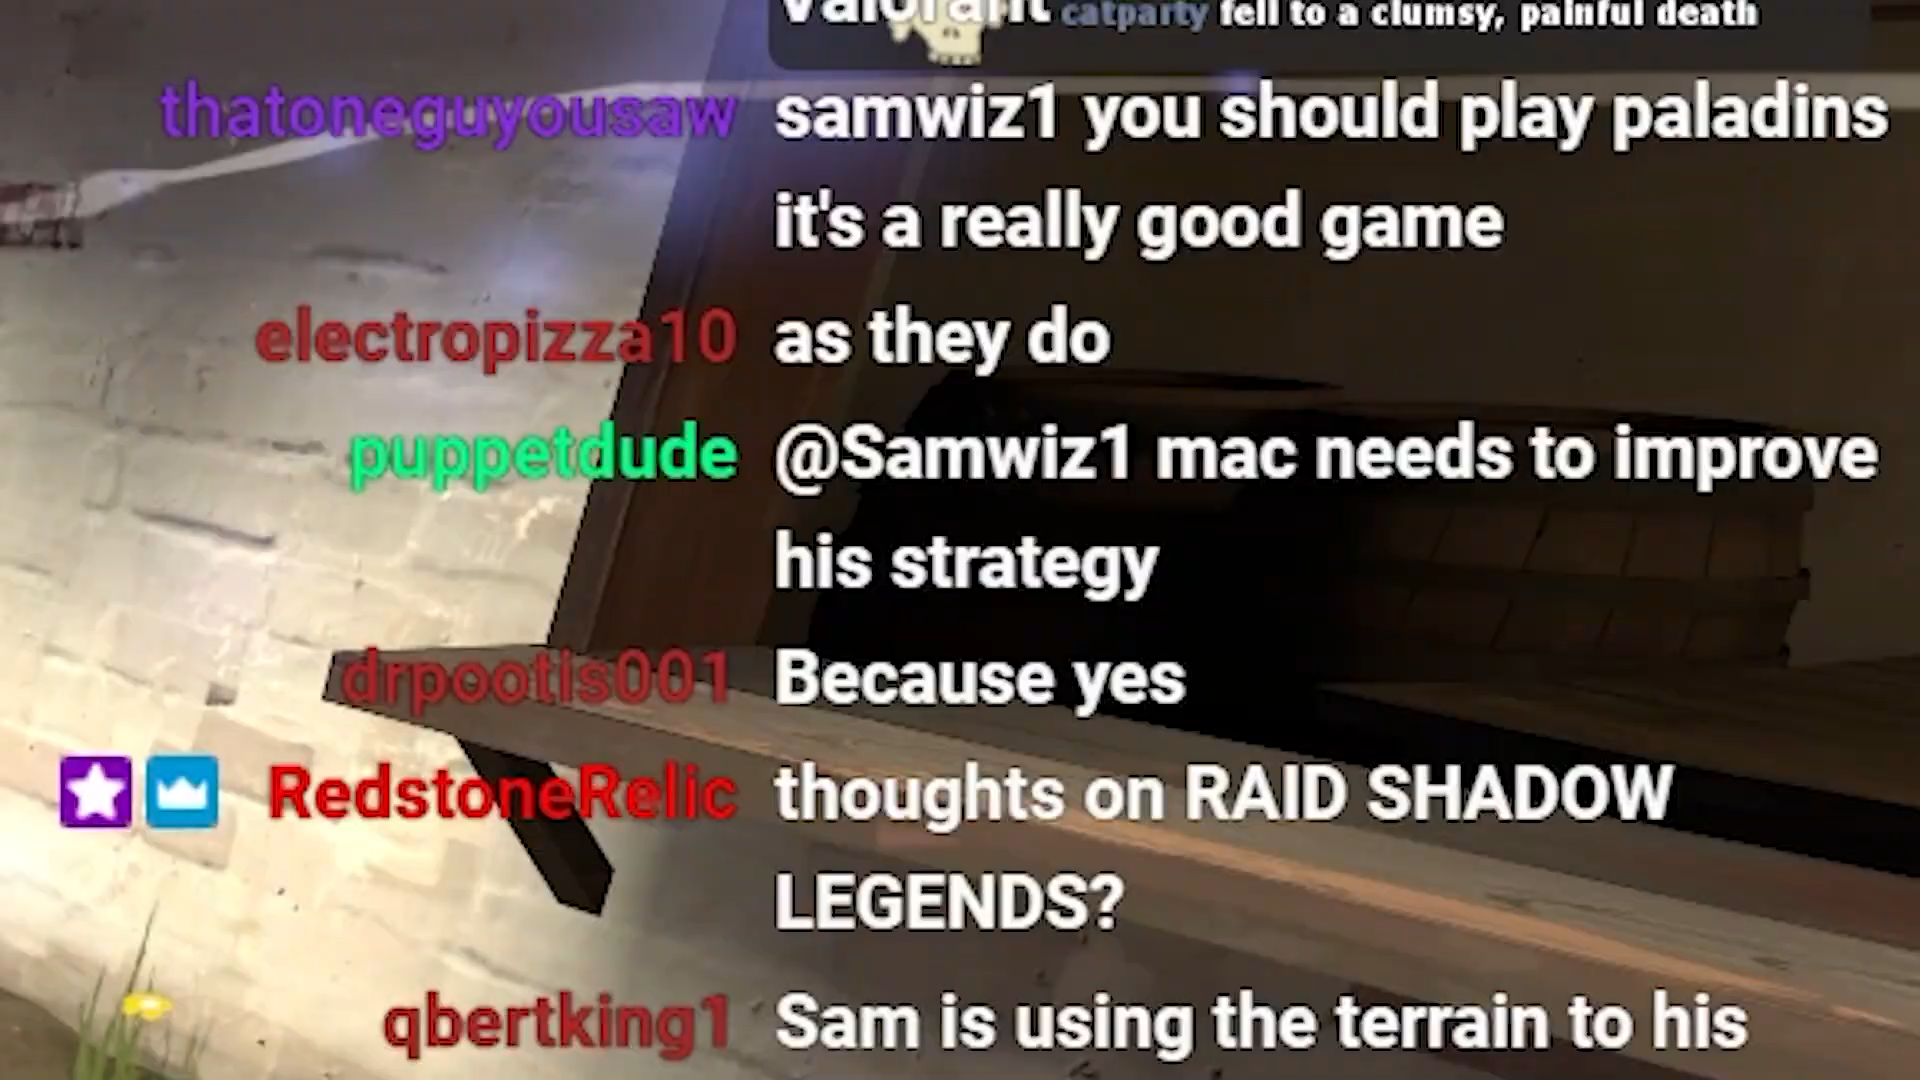 Valorant catparty fell to a clumsy, painful death
thatoneguyousaw samwiz1 you should play paladins
it's a really good game
electropizza10 as they do
puppetdude @Samwiz1 mac needs to improve
his strategy
drpootis001 Because yes
RedstoneRelic thoughts on RAID SHADOW
LEGENDS?
qbertking1 Sam is using the terrain to his